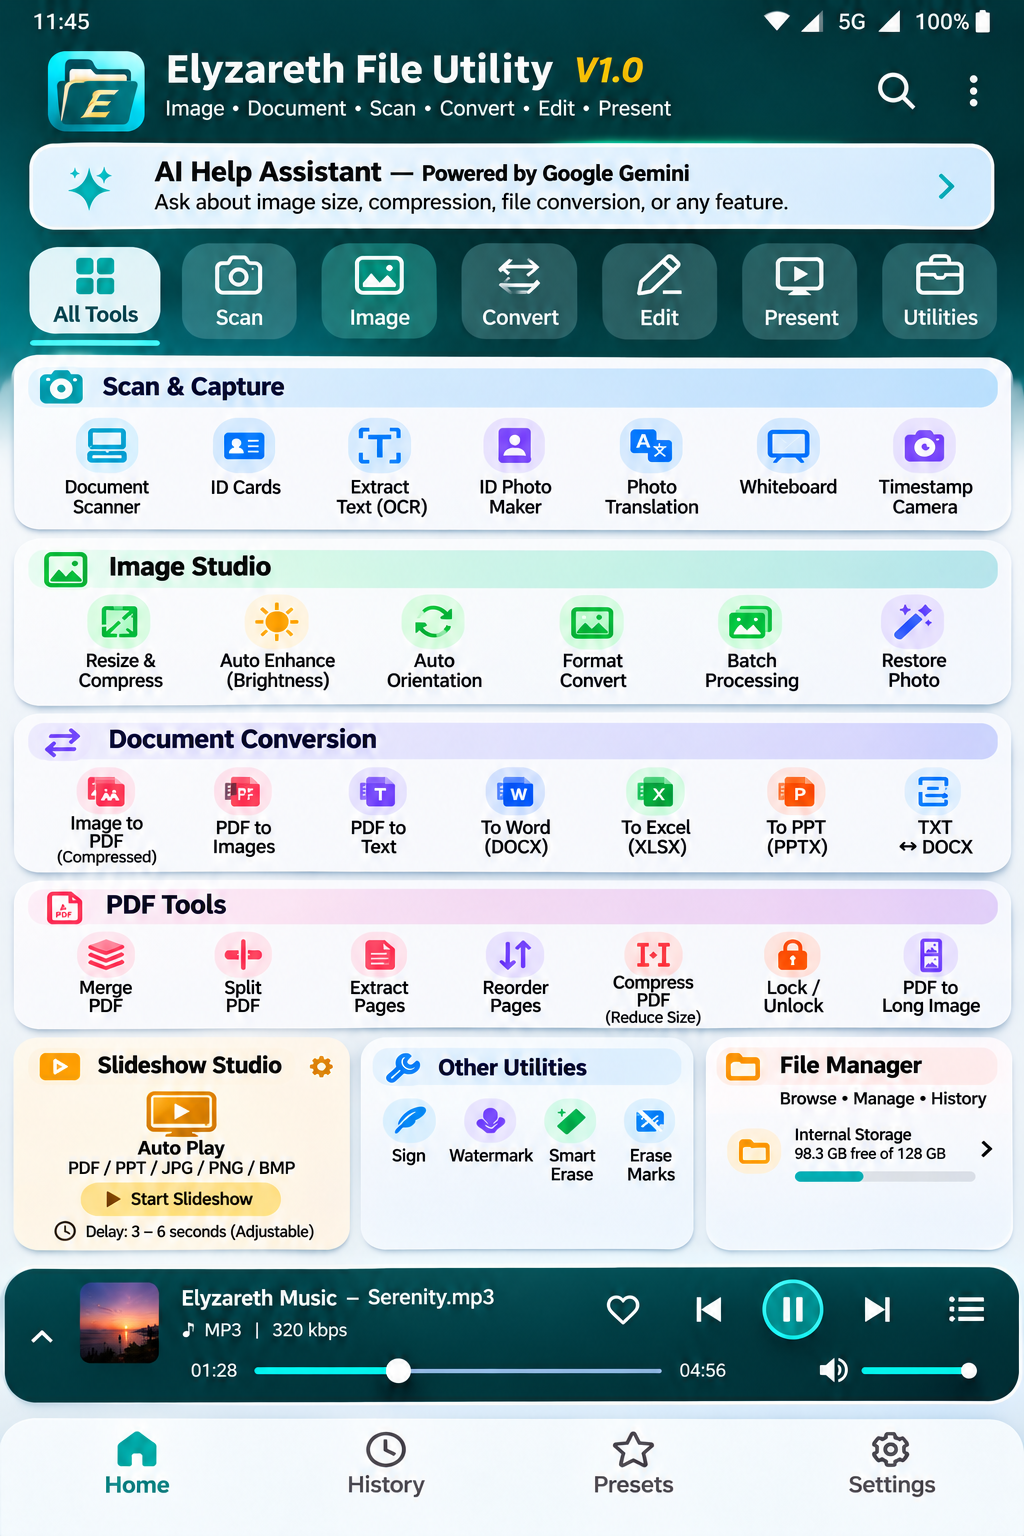 11:45
5G
100%
Elyzareth File Utility V1.0
Image • Document • Scan • Convert • Edit • Present
AI Help Assistant — Powered by Google Gemini
Ask about image size, compression, file conversion, or any feature.
All Tools
Scan
Image
Convert
Edit
Present
Utilities
Scan & Capture
Document
Scanner
ID Cards
Extract
Text (OCR)
ID Photo
Maker
Photo
Translation
Whiteboard
Timestamp
Camera
Image Studio
Resize &
Compress
Auto Enhance
(Brightness)
Auto
Orientation
Format
Convert
Batch
Processing
Restore
Photo
Document Conversion
Image to
PDF
(Compressed)
PDF to
Images
PDF to
Text
To Word
(DOCX)
To Excel
(XLSX)
To PPT
(PPTX)
TXT
↔ DOCX
PDF Tools
Merge
PDF
Split
PDF
Extract
Pages
Reorder
Pages
Compress
PDF
(Reduce Size)
Lock /
Unlock
PDF to
Long Image
Slideshow Studio
Auto Play
PDF / PPT / JPG / PNG / BMP
Start Slideshow
Delay: 3 – 6 seconds (Adjustable)
Other Utilities
Sign
Watermark
Smart
Erase
Erase
Marks
File Manager
Browse • Manage • History
Internal Storage
98.3 GB free of 128 GB
Elyzareth Music – Serenity.mp3
MP3 | 320 kbps
01:28
04:56
Home
History
Presets
Settings